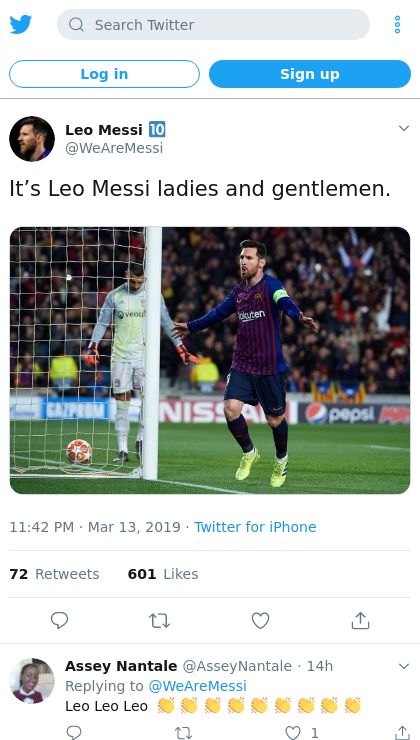 Search Twitter
Log in
Sign up
Leo Messi 🔟
@WeAreMessi
It’s Leo Messi ladies and gentlemen.
veolia
Rakuten
GAZPROM
NISSAN
pepsi
11:42 PM · Mar 13, 2019 · Twitter for iPhone
72 Retweets 601 Likes
Assey Nantale @AsseyNantale · 14h
Replying to @WeAreMessi
Leo Leo Leo 👏👏👏👏👏👏👏👏👏
1